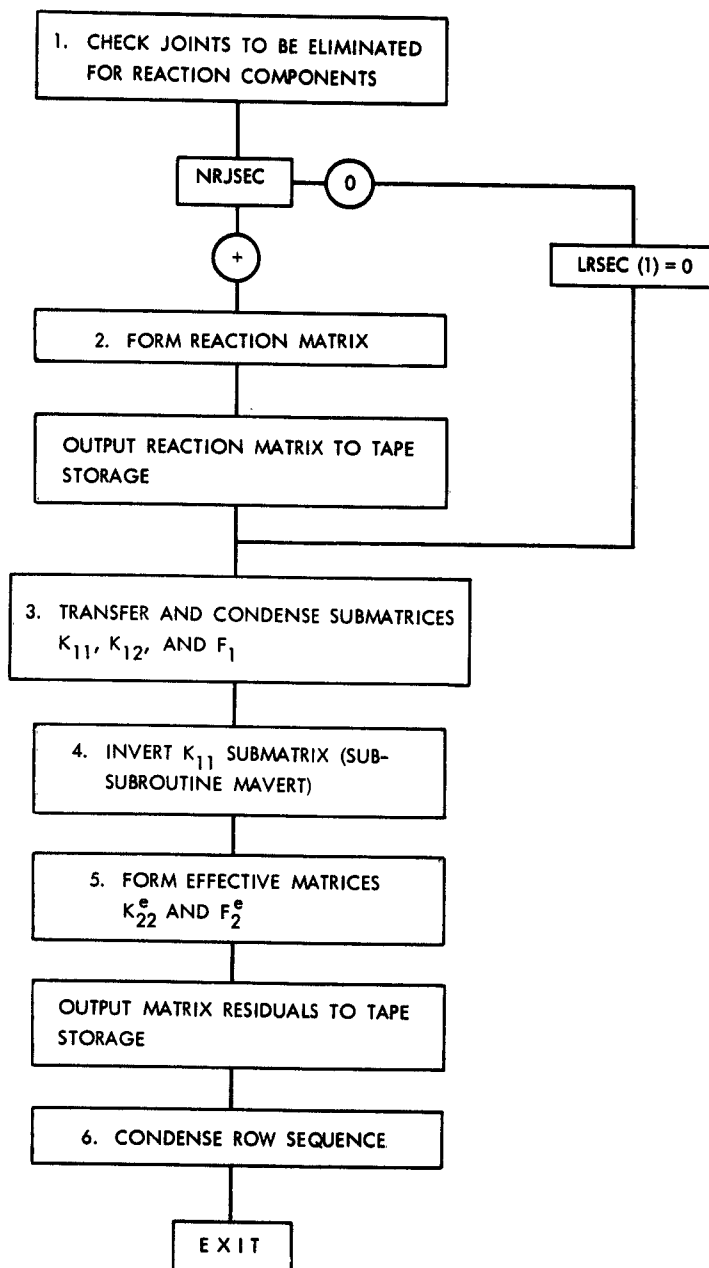 1. CHECK JOINTS TO BE ELIMINATED
FOR REACTION COMPONENTS
NRJSEC
0
+
LRSEC (1) = 0
2. FORM REACTION MATRIX
OUTPUT REACTION MATRIX TO TAPE
STORAGE
3. TRANSFER AND CONDENSE SUBMATRICES
K11, K12, AND F1
4. INVERT K11 SUBMATRIX (SUB-
SUBROUTINE MAVERT)
5. FORM EFFECTIVE MATRICES
K22^e AND F2^e
OUTPUT MATRIX RESIDUALS TO TAPE
STORAGE
6. CONDENSE ROW SEQUENCE
EXIT